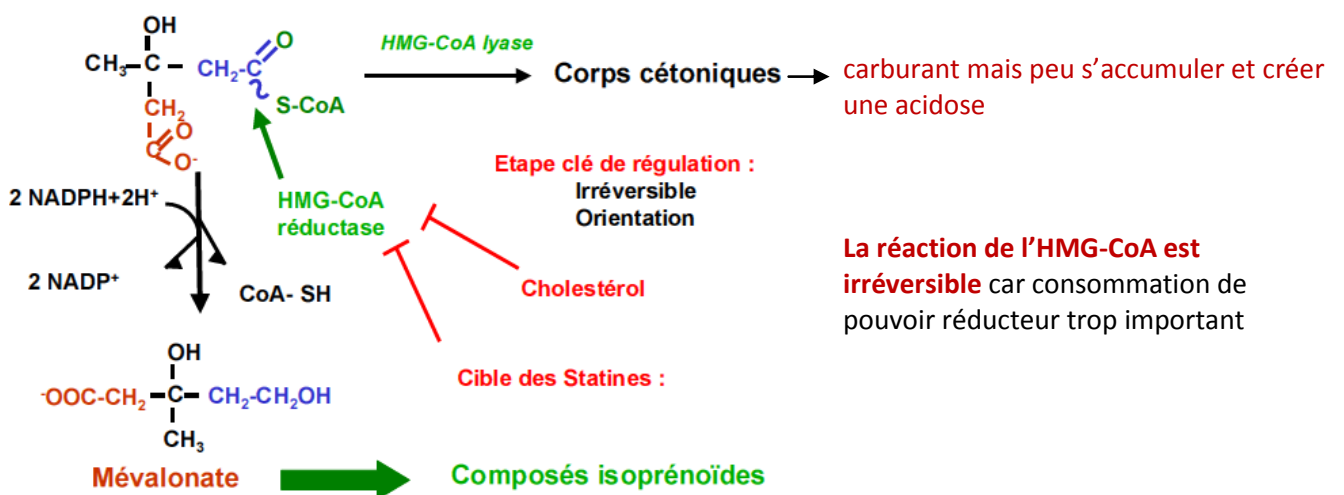 OH
CH₃ C CH₂-C O
S-CoA
CH₂
C O
O⁻
HMG-CoA lyase
Corps cétoniques
carburant mais peu s’accumuler et créer
une acidose
2 NADPH+2H⁺
2 NADP⁺
CoA- SH
HMG-CoA
réductase
Etape clé de régulation :
Irréversible
Orientation
Cholestérol
Cible des Statines :
La réaction de l’HMG-CoA est
irréversible car consommation de
pouvoir réducteur trop important
OH
⁻OOC-CH₂ C CH₂-CH₂OH
CH₃
Mévalonate
Composés isoprénoïdes